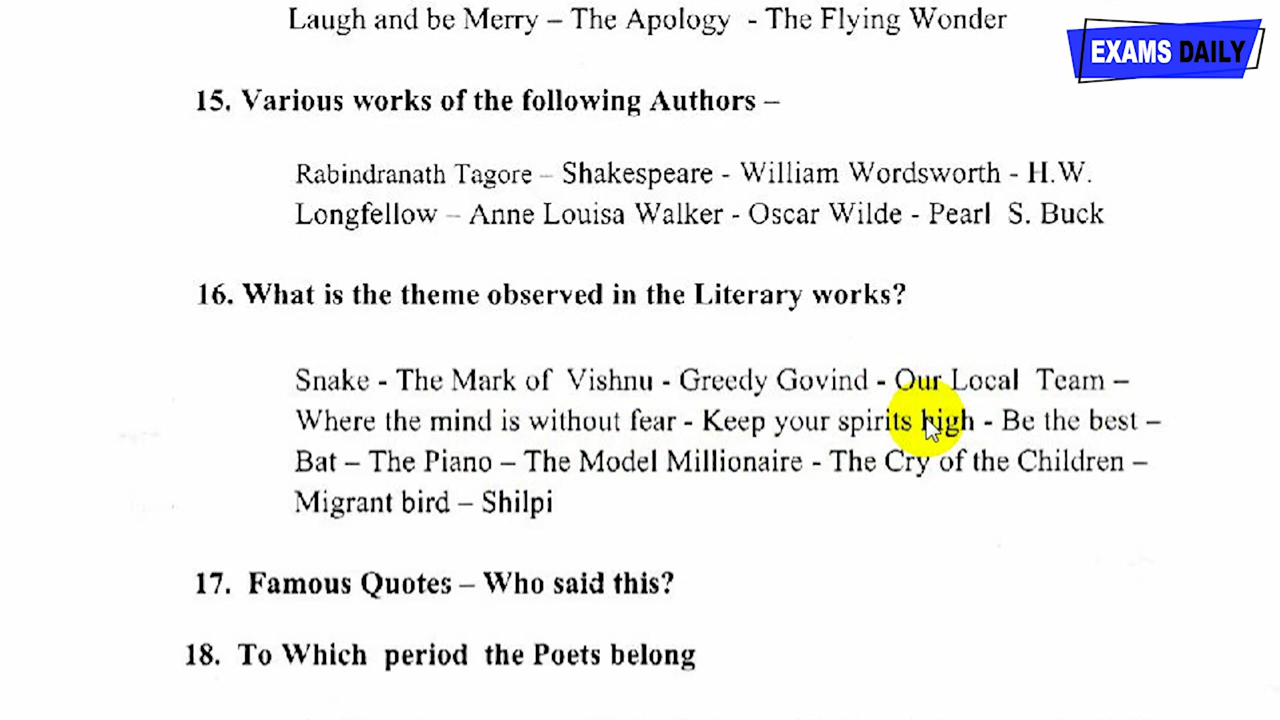 Laugh and be Merry – The Apology - The Flying Wonder
EXAMS DAILY
15. Various works of the following Authors –
Rabindranath Tagore – Shakespeare - William Wordsworth - H.W.
Longfellow – Anne Louisa Walker - Oscar Wilde - Pearl S. Buck
16. What is the theme observed in the Literary works?
Snake - The Mark of Vishnu - Greedy Govind - Our Local Team –
Where the mind is without fear - Keep your spirits high - Be the best –
Bat – The Piano – The Model Millionaire - The Cry of the Children –
Migrant bird – Shilpi
17. Famous Quotes – Who said this?
18. To Which period the Poets belong